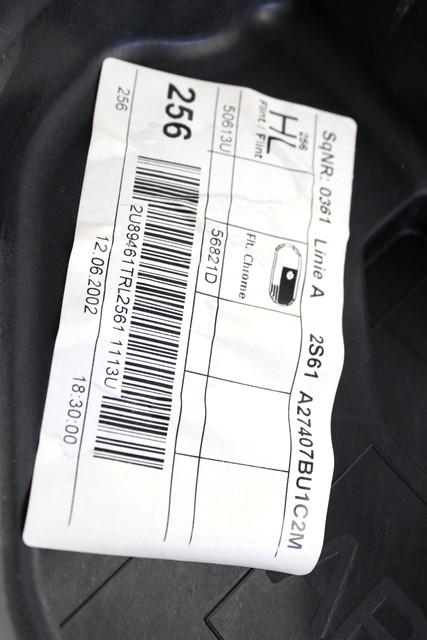 SqNR: 0361 Linie A 2S61 A27407BU1C2M
HL 256
Flint / Flint
Flt. Chrome
50613U
56821D
256
2U89461TRL2561 1113U
256
12.06.2002
18:30:00